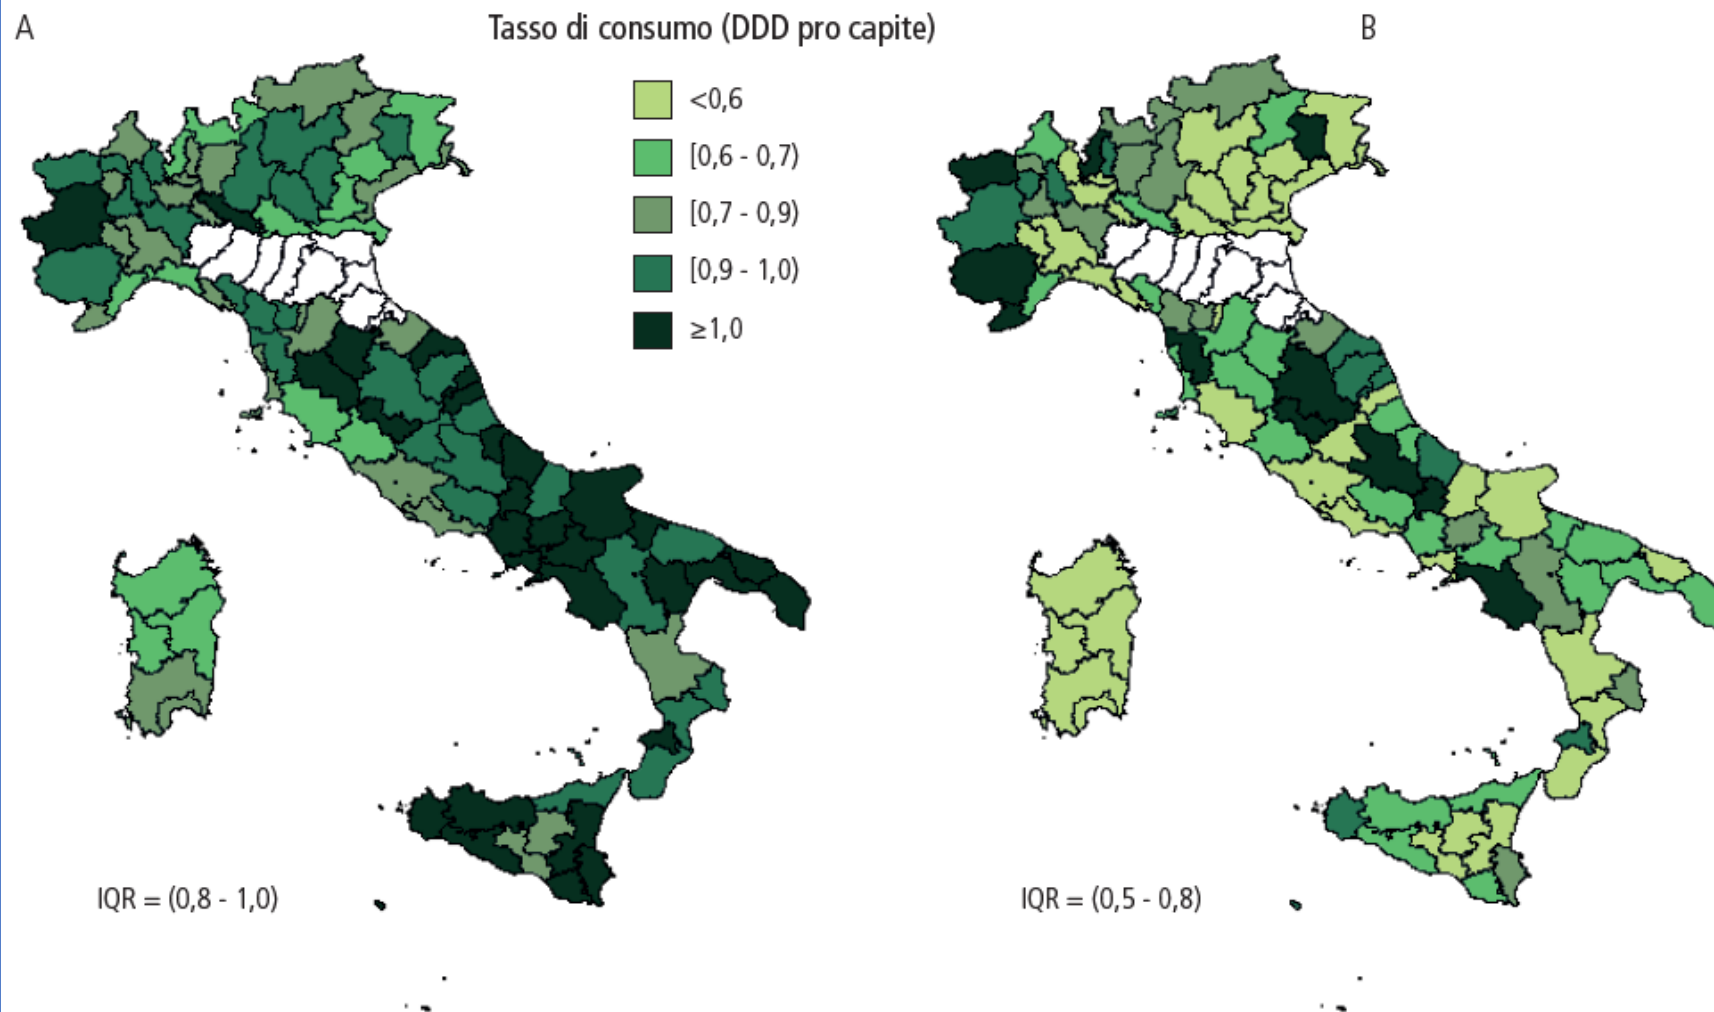 A
Tasso di consumo (DDD pro capite)
B
<0,6
[0,6 - 0,7)
[0,7 - 0,9)
[0,9 - 1,0)
≥1,0
IQR = (0,8 - 1,0)
IQR = (0,5 - 0,8)